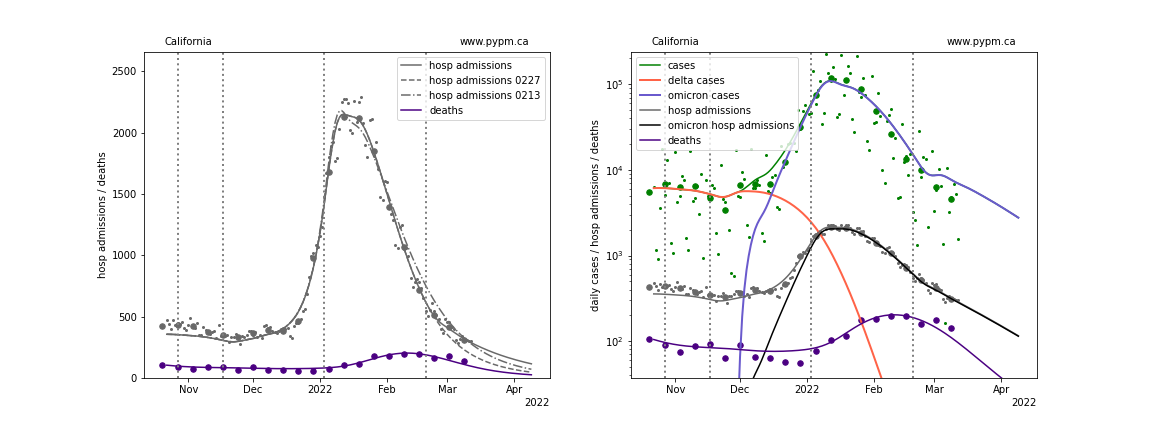 California www.pypm.ca
hosp admissions / deaths
2500
2000
1500
1000
500
0
hosp admissions
hosp admissions 0227
hosp admissions 0213
deaths
Nov Dec 2022 Feb Mar Apr
2022
California www.pypm.ca
daily cases / hosp admissions / deaths
10^5
10^4
10^3
10^2
cases
delta cases
omicron cases
hosp admissions
omicron hosp admissions
deaths
Nov Dec 2022 Feb Mar Apr
2022